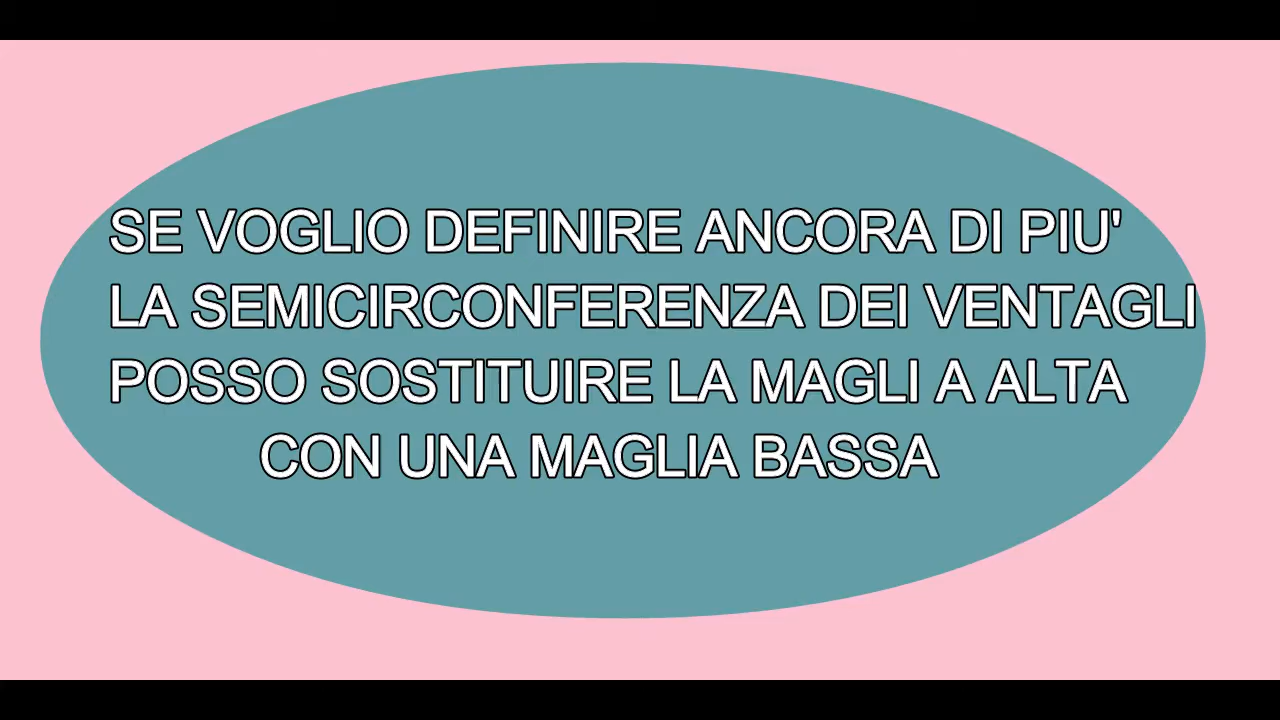 SE VOGLIO DEFINIRE ANCORA DI PIU'
LA SEMICIRCONFERENZA DEI VENTAGLI
POSSO SOSTITUIRE LA MAGLI A ALTA
CON UNA MAGLIA BASSA